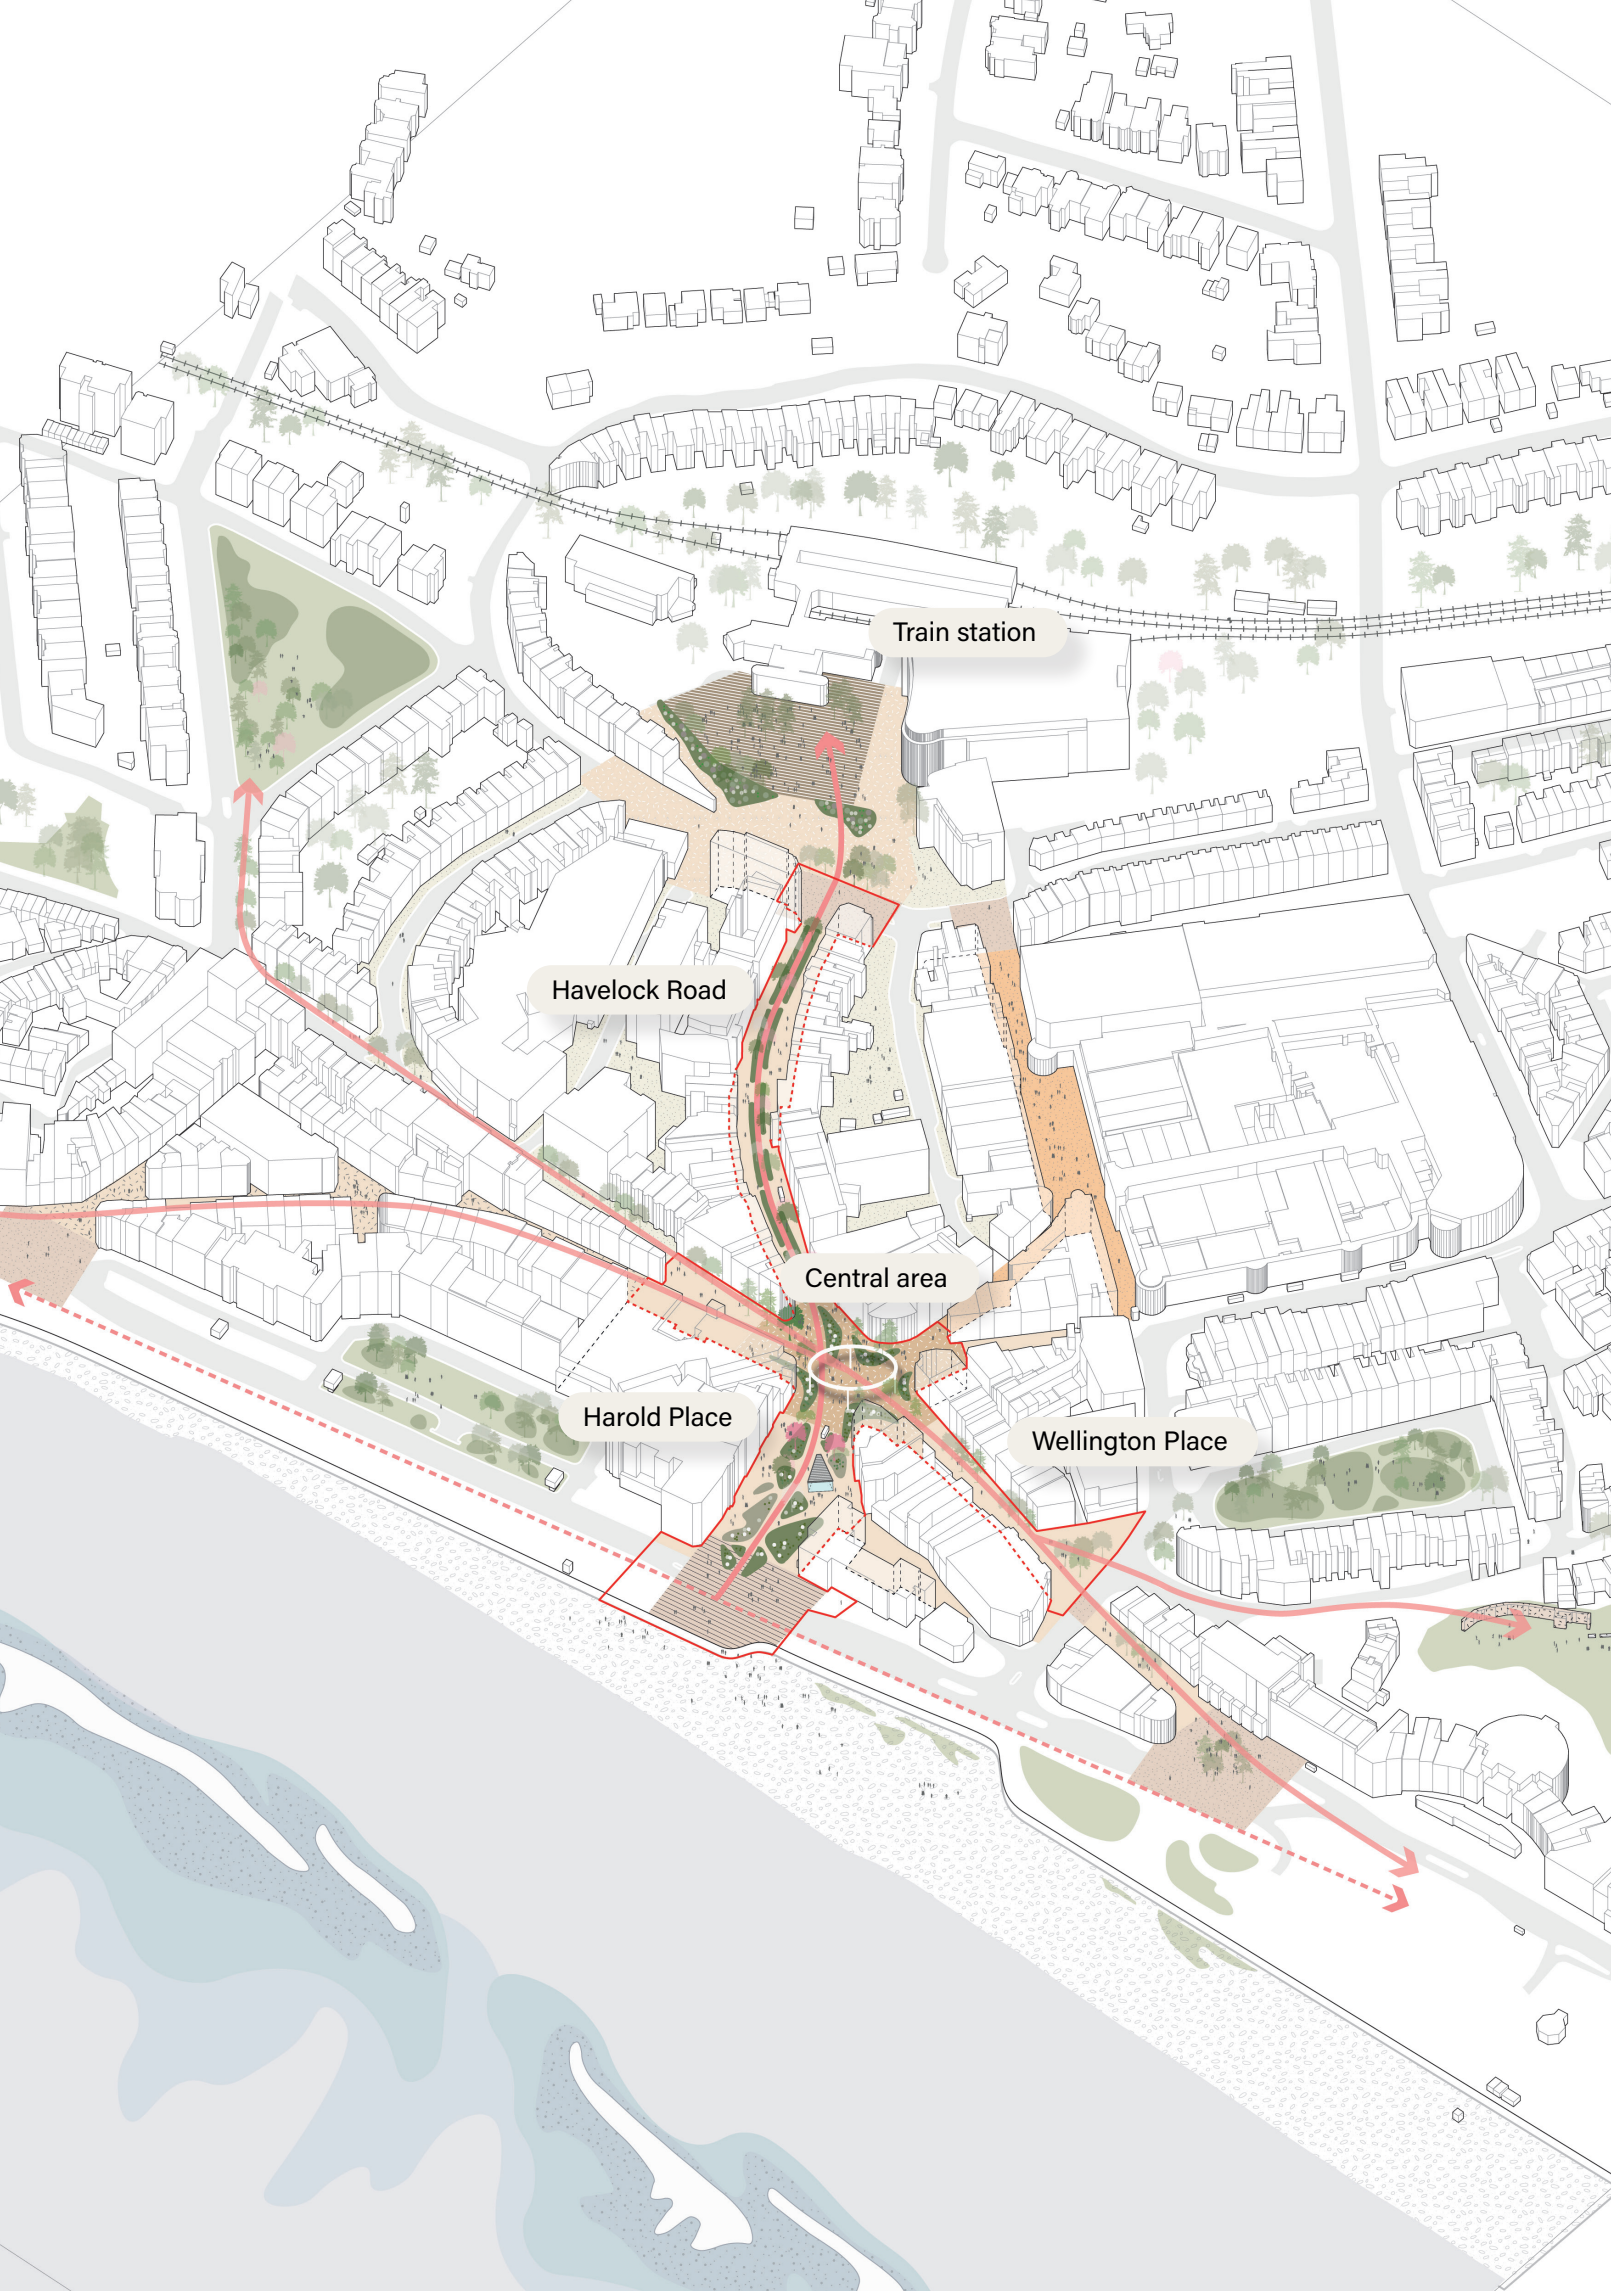 Train station
Havelock Road
Central area
Harold Place
Wellington Place